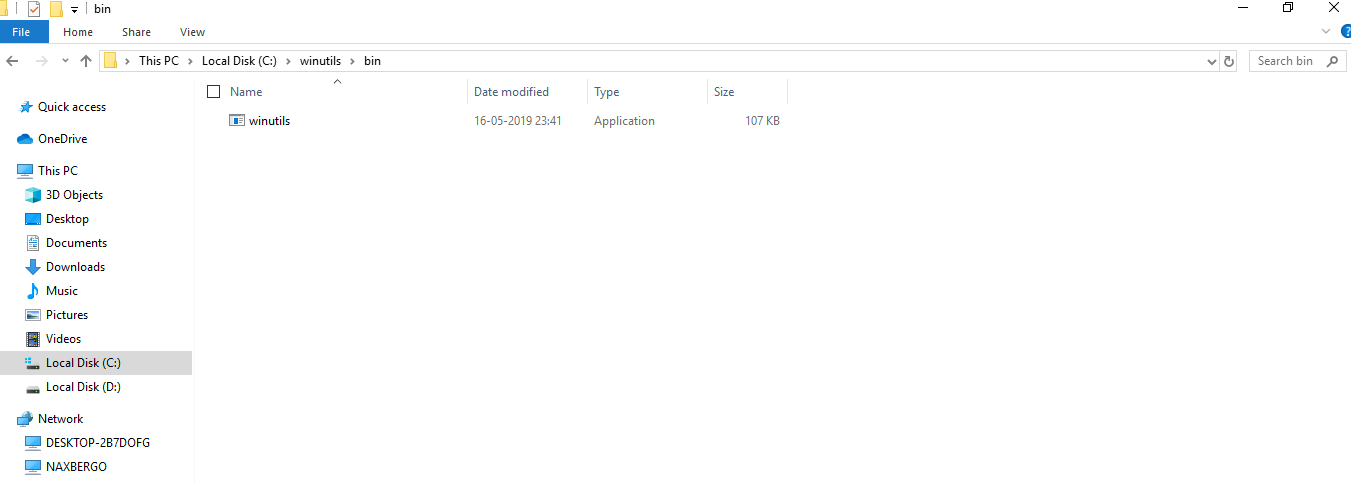 bin
File Home Share View
This PC Local Disk (C:) winutils bin Search bin
Name Date modified Type Size
winutils 16-05-2019 23:41 Application 107 KB
Quick access
OneDrive
This PC
3D Objects
Desktop
Documents
Downloads
Music
Pictures
Videos
Local Disk (C:)
Local Disk (D:)
Network
DESKTOP-2B7DOFG
NAXBERGO